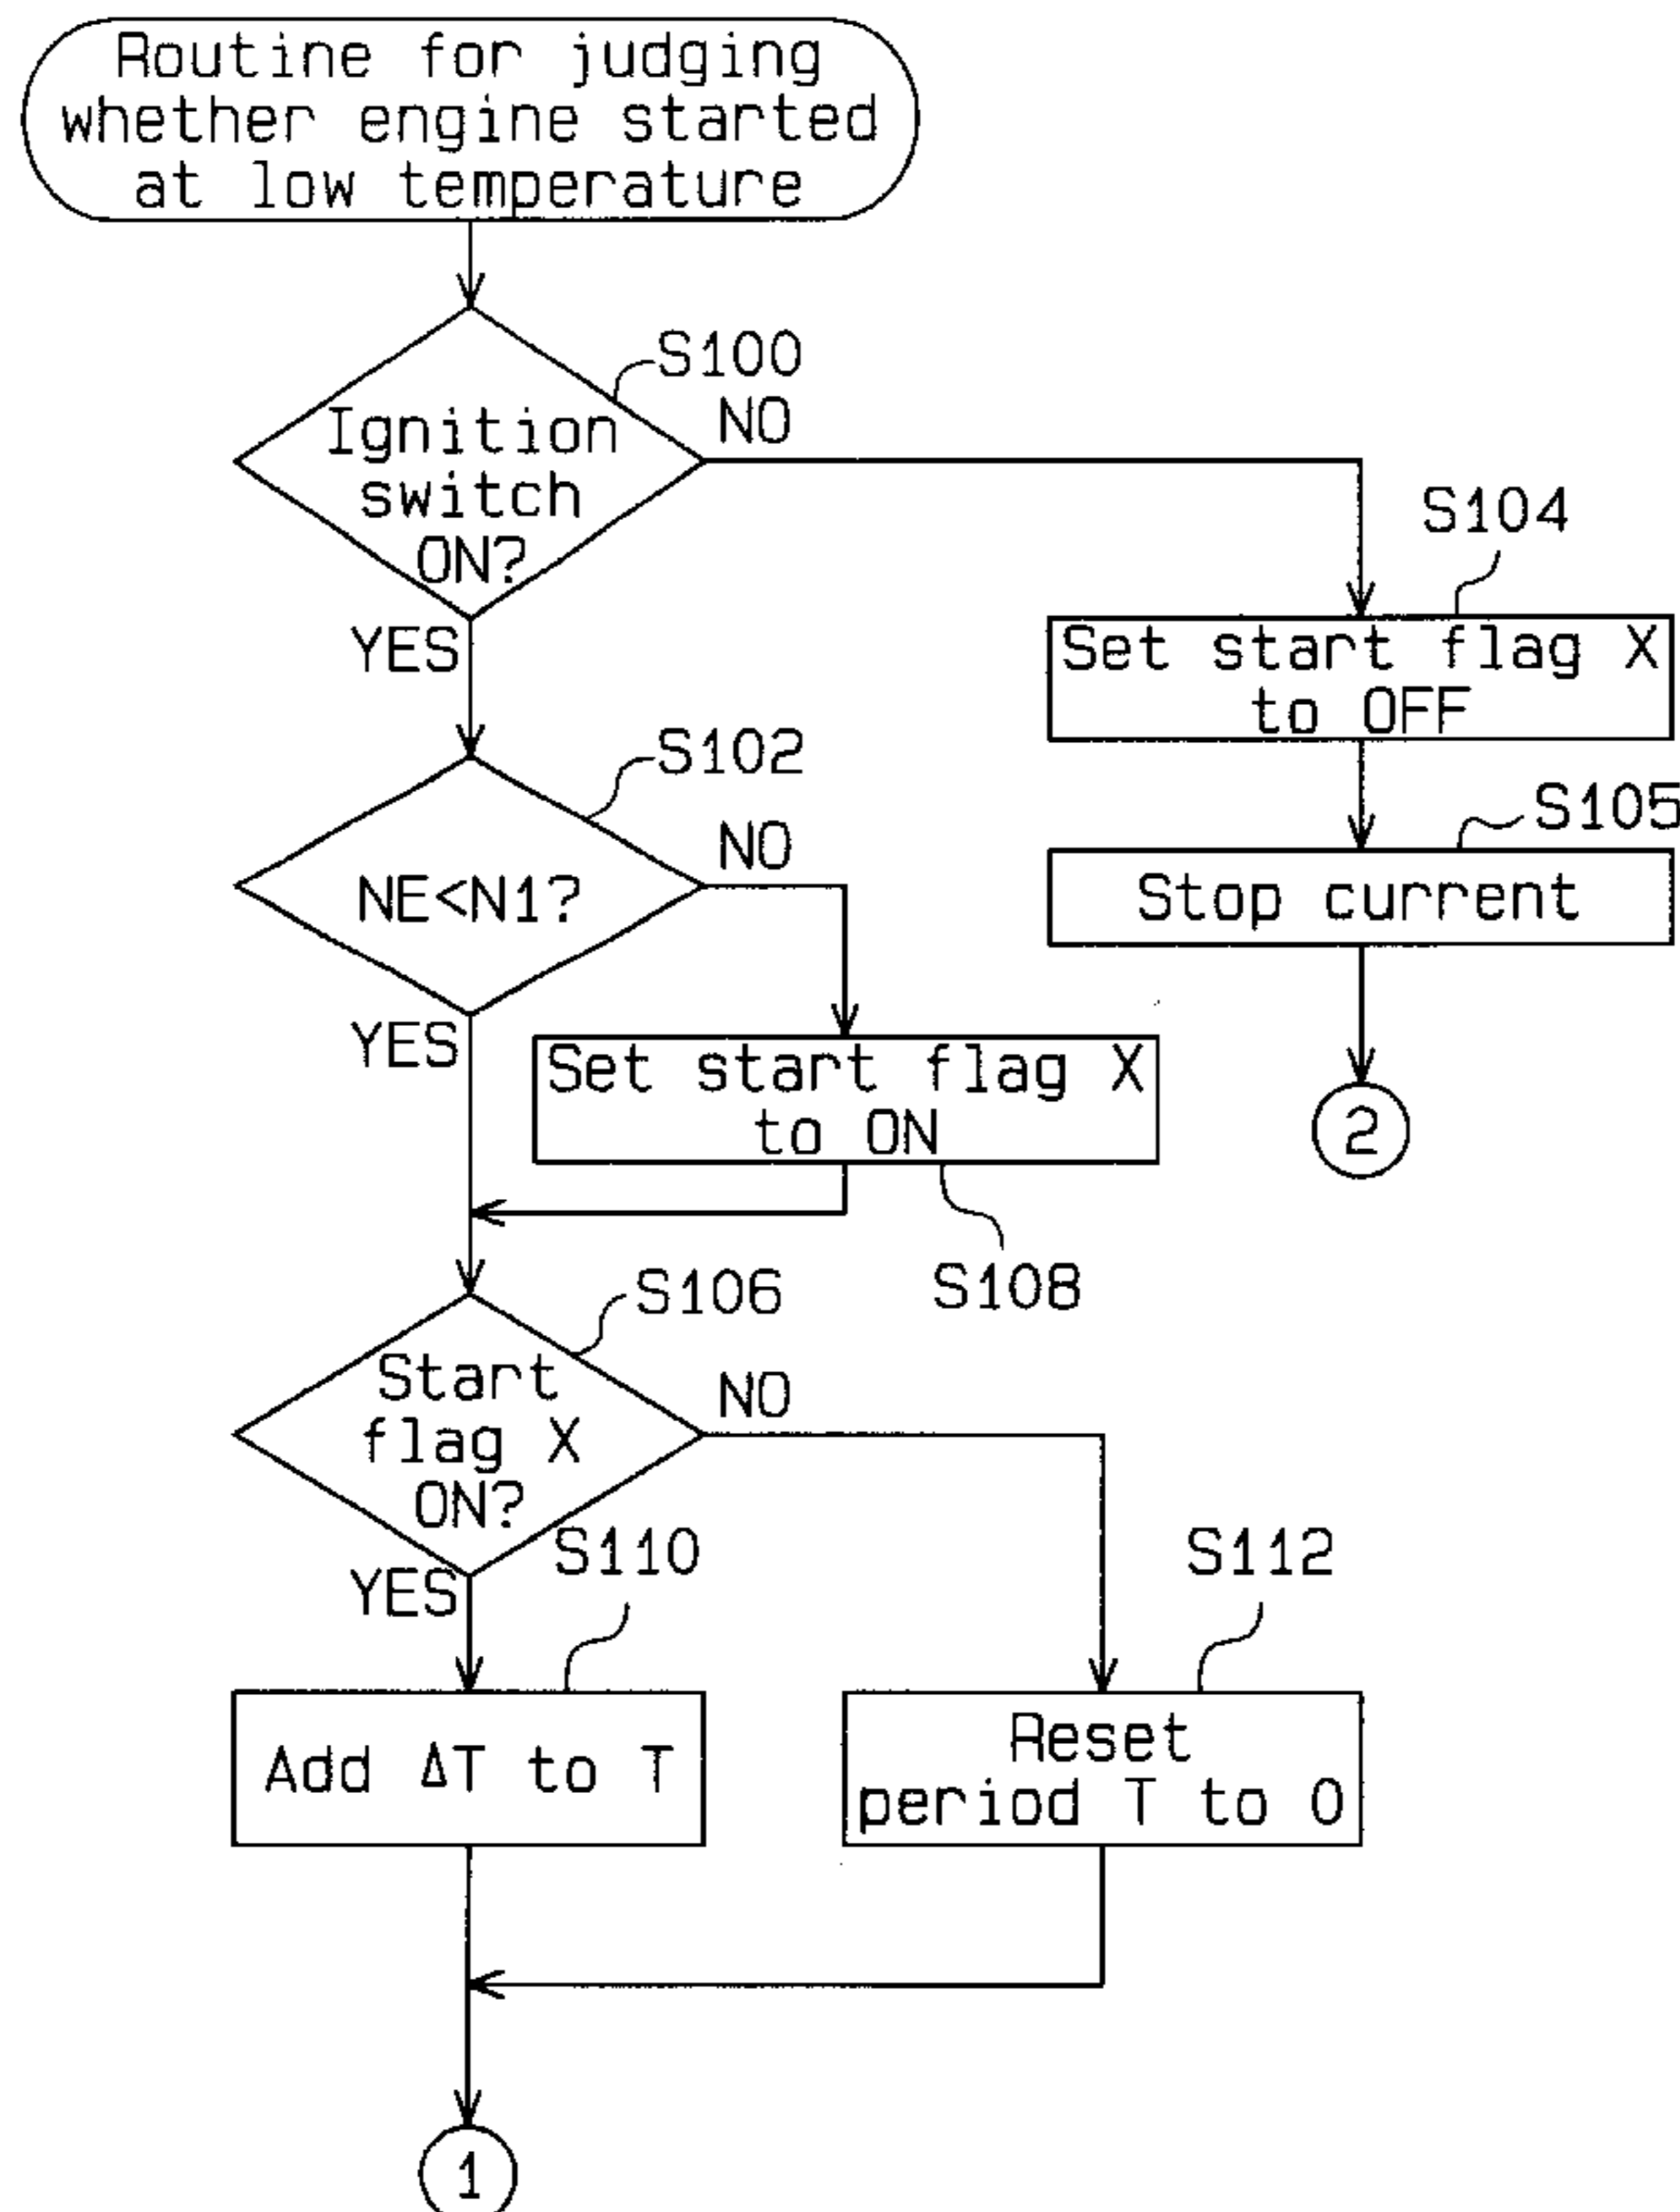 Routine for judging
whether engine started
at low temperature
S100
NO
Ignition
switch
ON?
YES
S104
Set start flag X
to OFF
S102
NO
NE<N1?
YES
S105
Stop current
2
Set start flag X
to ON
S108
S106
NO
Start
flag X
ON?
YES
S110
Add ΔT to T
S112
Reset
period T to 0
1